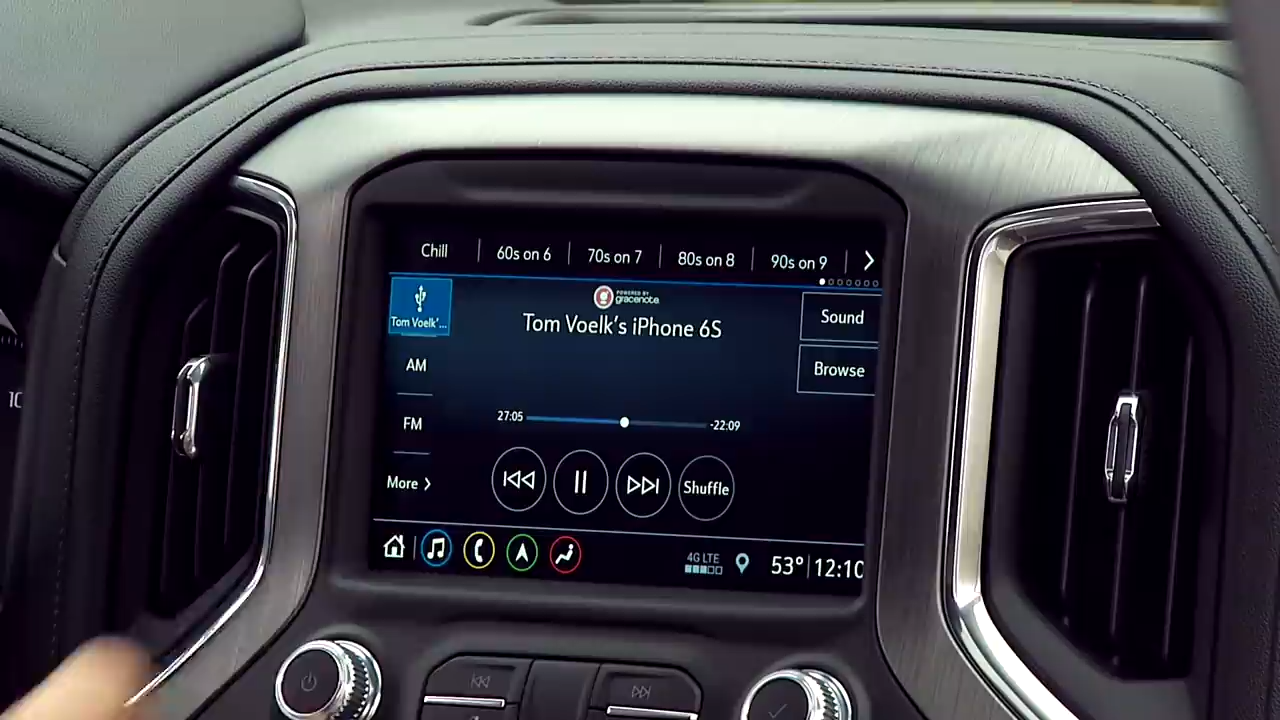 Chill
60s on 6
70s on 7
80s on 8
90s on 9
Tom Voelk'...
POWERED BY
gracenote
Tom Voelk's iPhone 6S
Sound
Browse
AM
FM
More
27:05
-22:09
Shuffle
4G LTE
53°
12:10
10